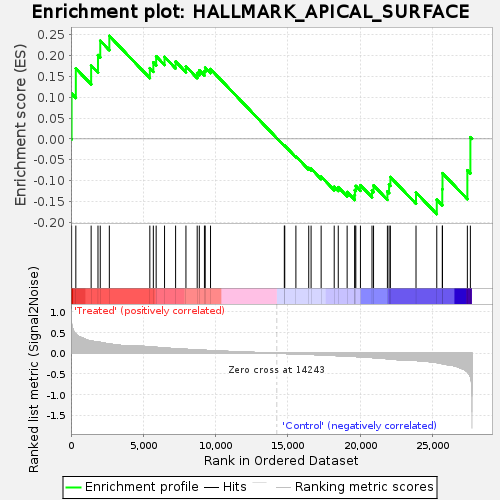 Enrichment plot: HALLMARK_APICAL_SURFACE
Enrichment score (ES)
0.25
0.20
0.15
0.10
0.05
0.00
-0.05
-0.10
-0.15
-0.20
'Treated' (positively correlated)
Ranked list metric (Signal2Noise)
1.0
0.5
0.0
-0.5
-1.0
-1.5
Zero cross at 14243
'Control' (negatively correlated)
0
5,000
10,000
15,000
20,000
25,000
Rank in Ordered Dataset
Enrichment profile
Hits
Ranking metric scores